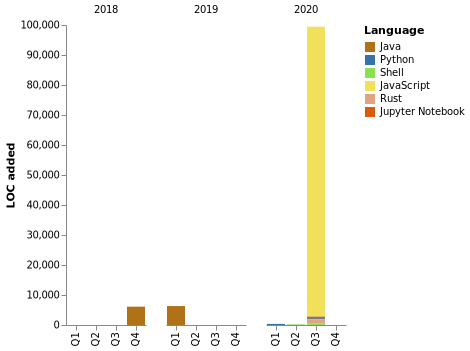 2018 2019 2020
Language
Java
Python
Shell
JavaScript
Rust
Jupyter Notebook
LOC added
100,000
90,000
80,000
70,000
60,000
50,000
40,000
30,000
20,000
10,000
0
Q1 Q2 Q3 Q4 Q1 Q2 Q3 Q4 Q1 Q2 Q3 Q4